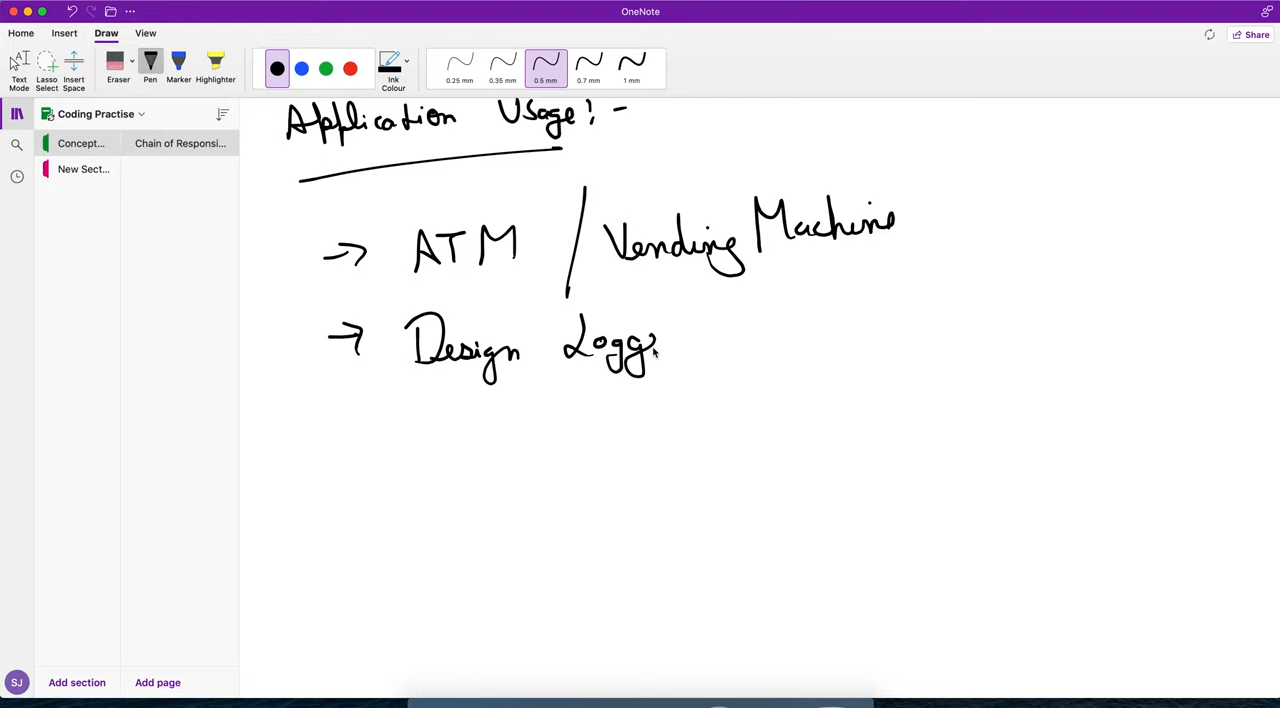 OneNote
Home Insert Draw View
Share
Text Mode
Lasso Select
Insert Space
Eraser
Pen
Marker
Highlighter
Ink Colour
0.25 mm
0.35 mm
0.5 mm
0.7 mm
1 mm
Coding Practise
Concept...
Chain of Responsi...
New Sect...
Application Usage! -
→ ATM / Vending Machine
→ Design Logg
SJ
Add section
Add page